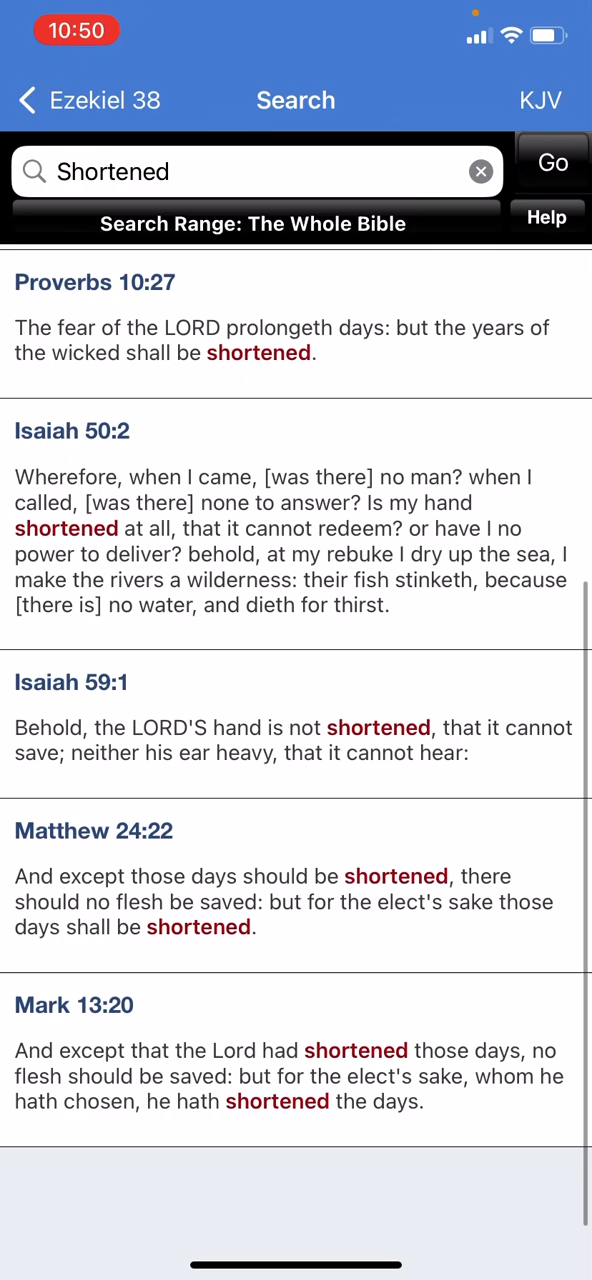 10:50
Ezekiel 38
Search
KJV
Shortened
Go
Search Range: The Whole Bible
Help
Proverbs 10:27
The fear of the LORD prolongeth days: but the years of
the wicked shall be shortened.
Isaiah 50:2
Wherefore, when I came, [was there] no man? when I
called, [was there] none to answer? Is my hand
shortened at all, that it cannot redeem? or have I no
power to deliver? behold, at my rebuke I dry up the sea, I
make the rivers a wilderness: their fish stinketh, because
[there is] no water, and dieth for thirst.
Isaiah 59:1
Behold, the LORD'S hand is not shortened, that it cannot
save; neither his ear heavy, that it cannot hear:
Matthew 24:22
And except those days should be shortened, there
should no flesh be saved: but for the elect's sake those
days shall be shortened.
Mark 13:20
And except that the Lord had shortened those days, no
flesh should be saved: but for the elect's sake, whom he
hath chosen, he hath shortened the days.